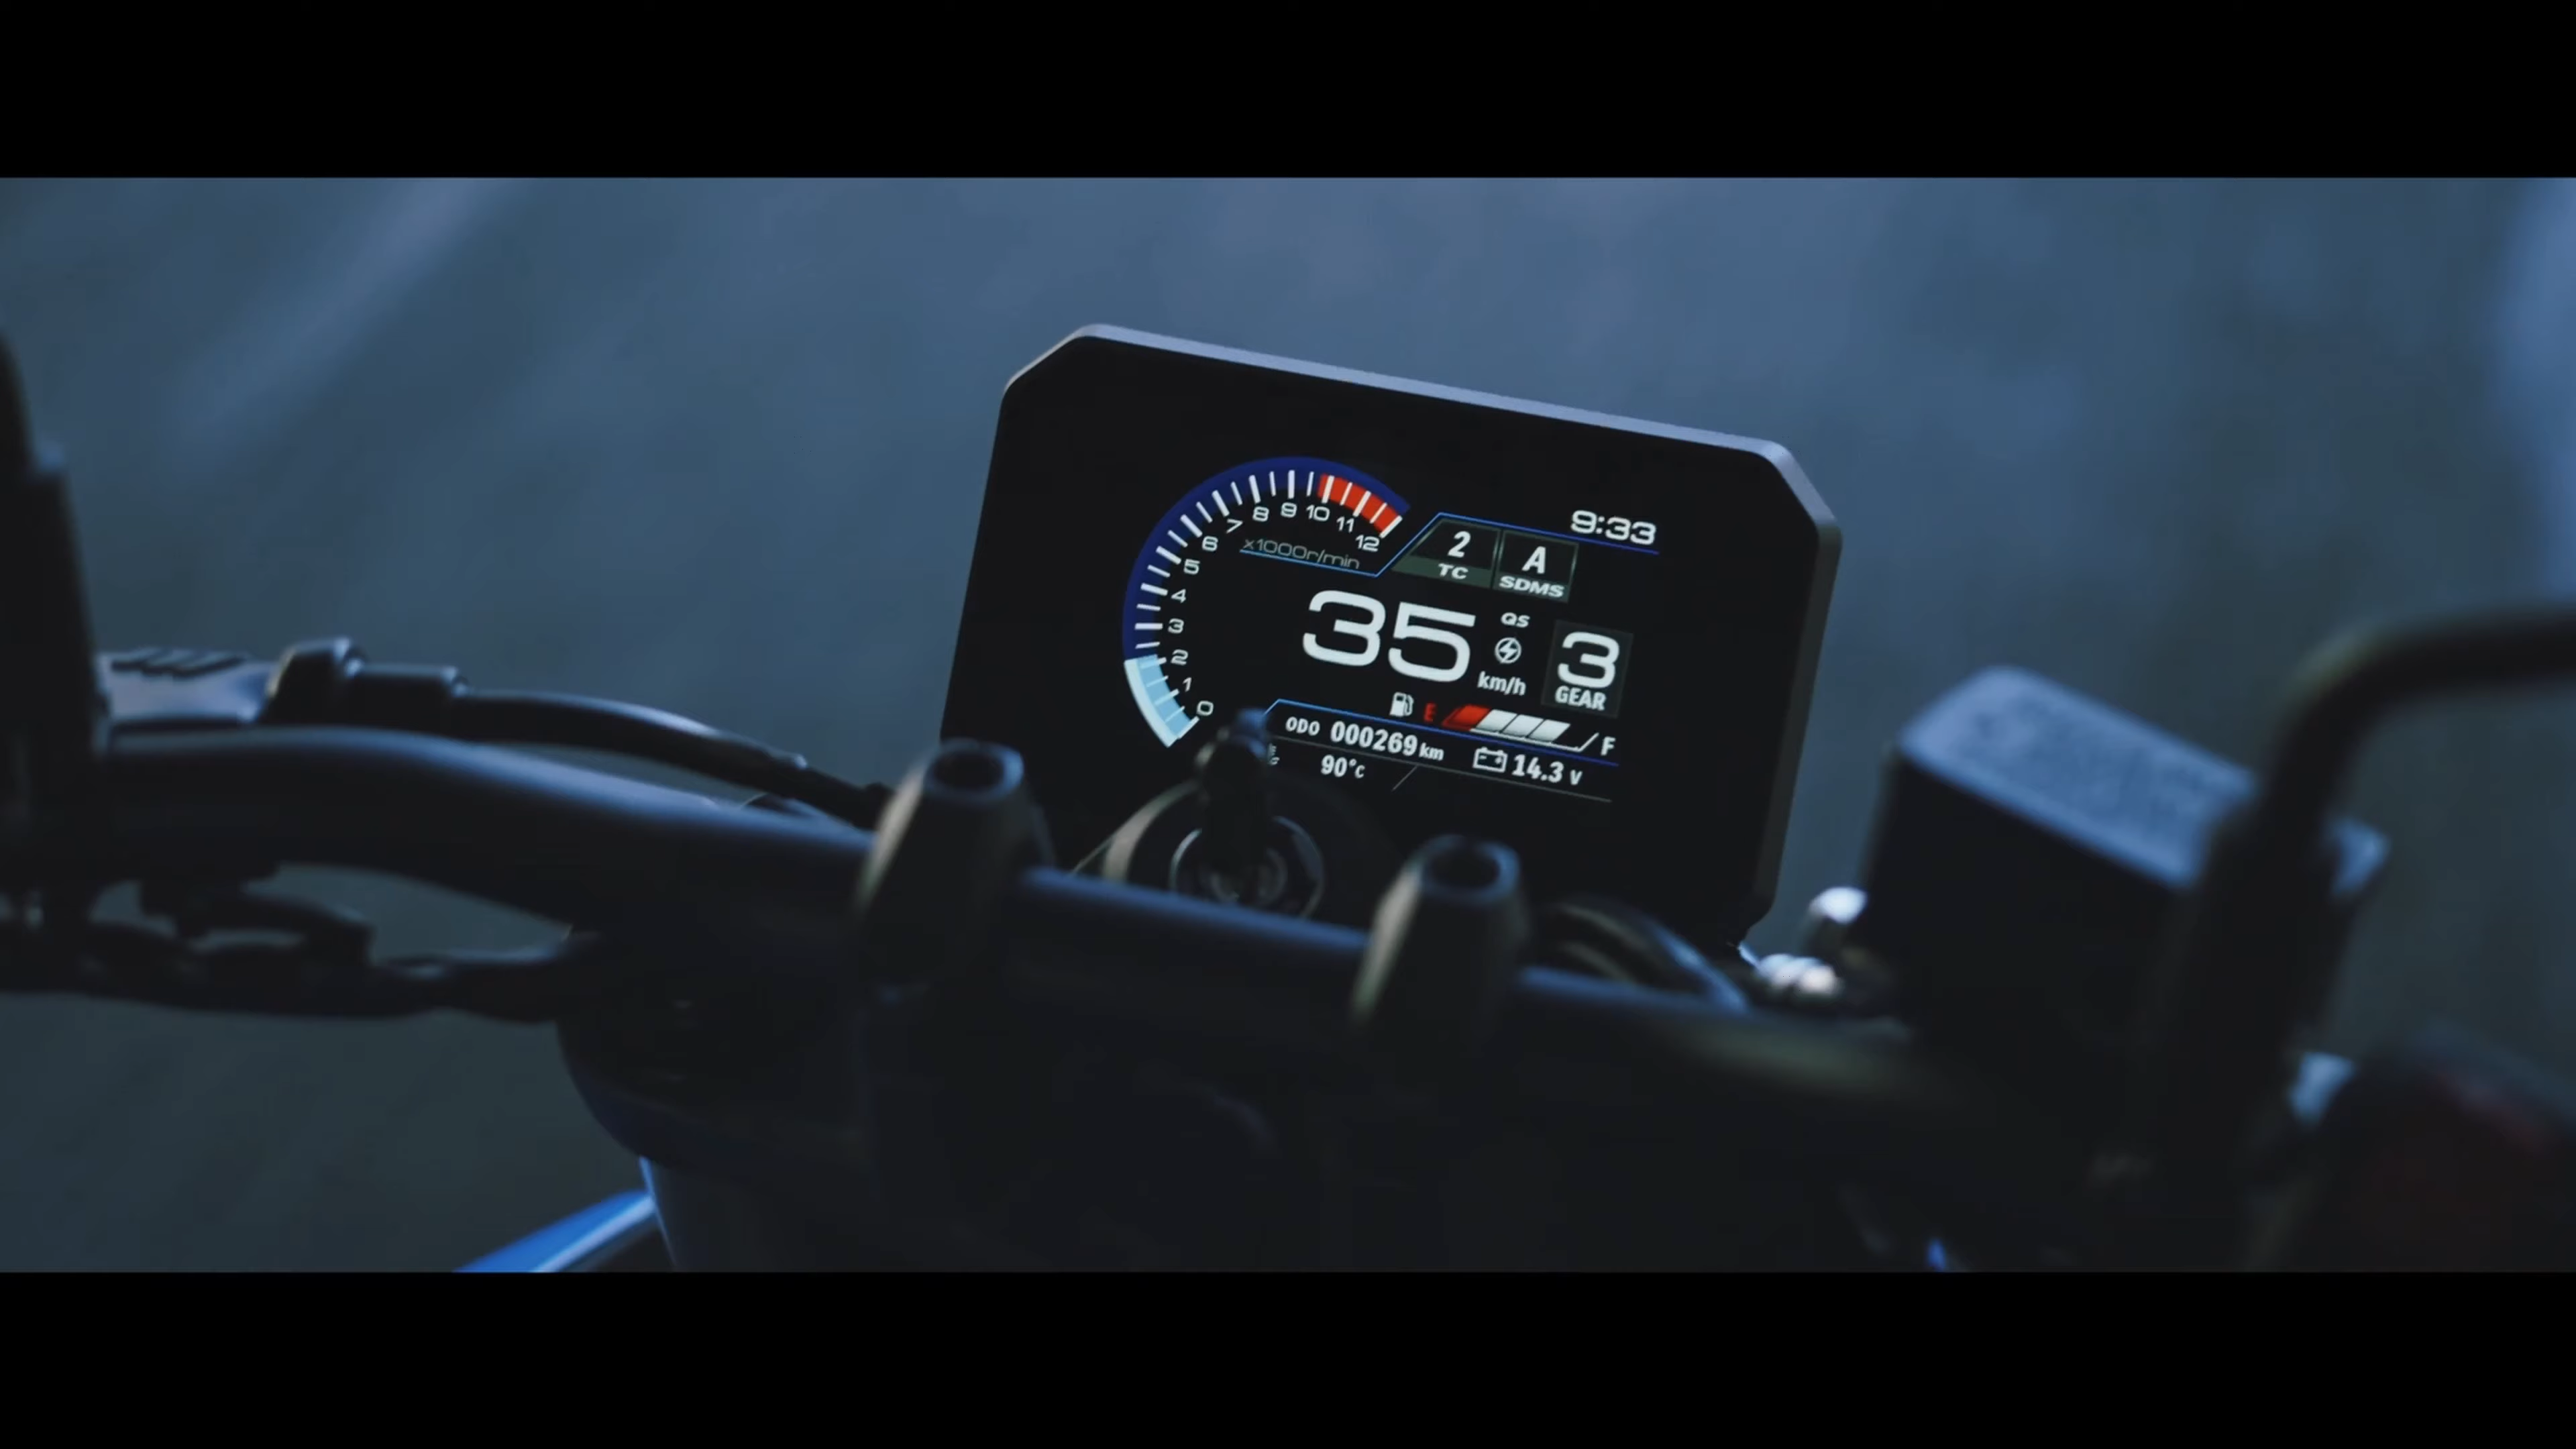 9:33
2 A
TC SDMS
0 1 2 3 4 5 6 7 8 9 10 11 12
x1000r/min
35 km/h
QS
3
GEAR
E F
ODO 000269 km
14.3 V
90°C